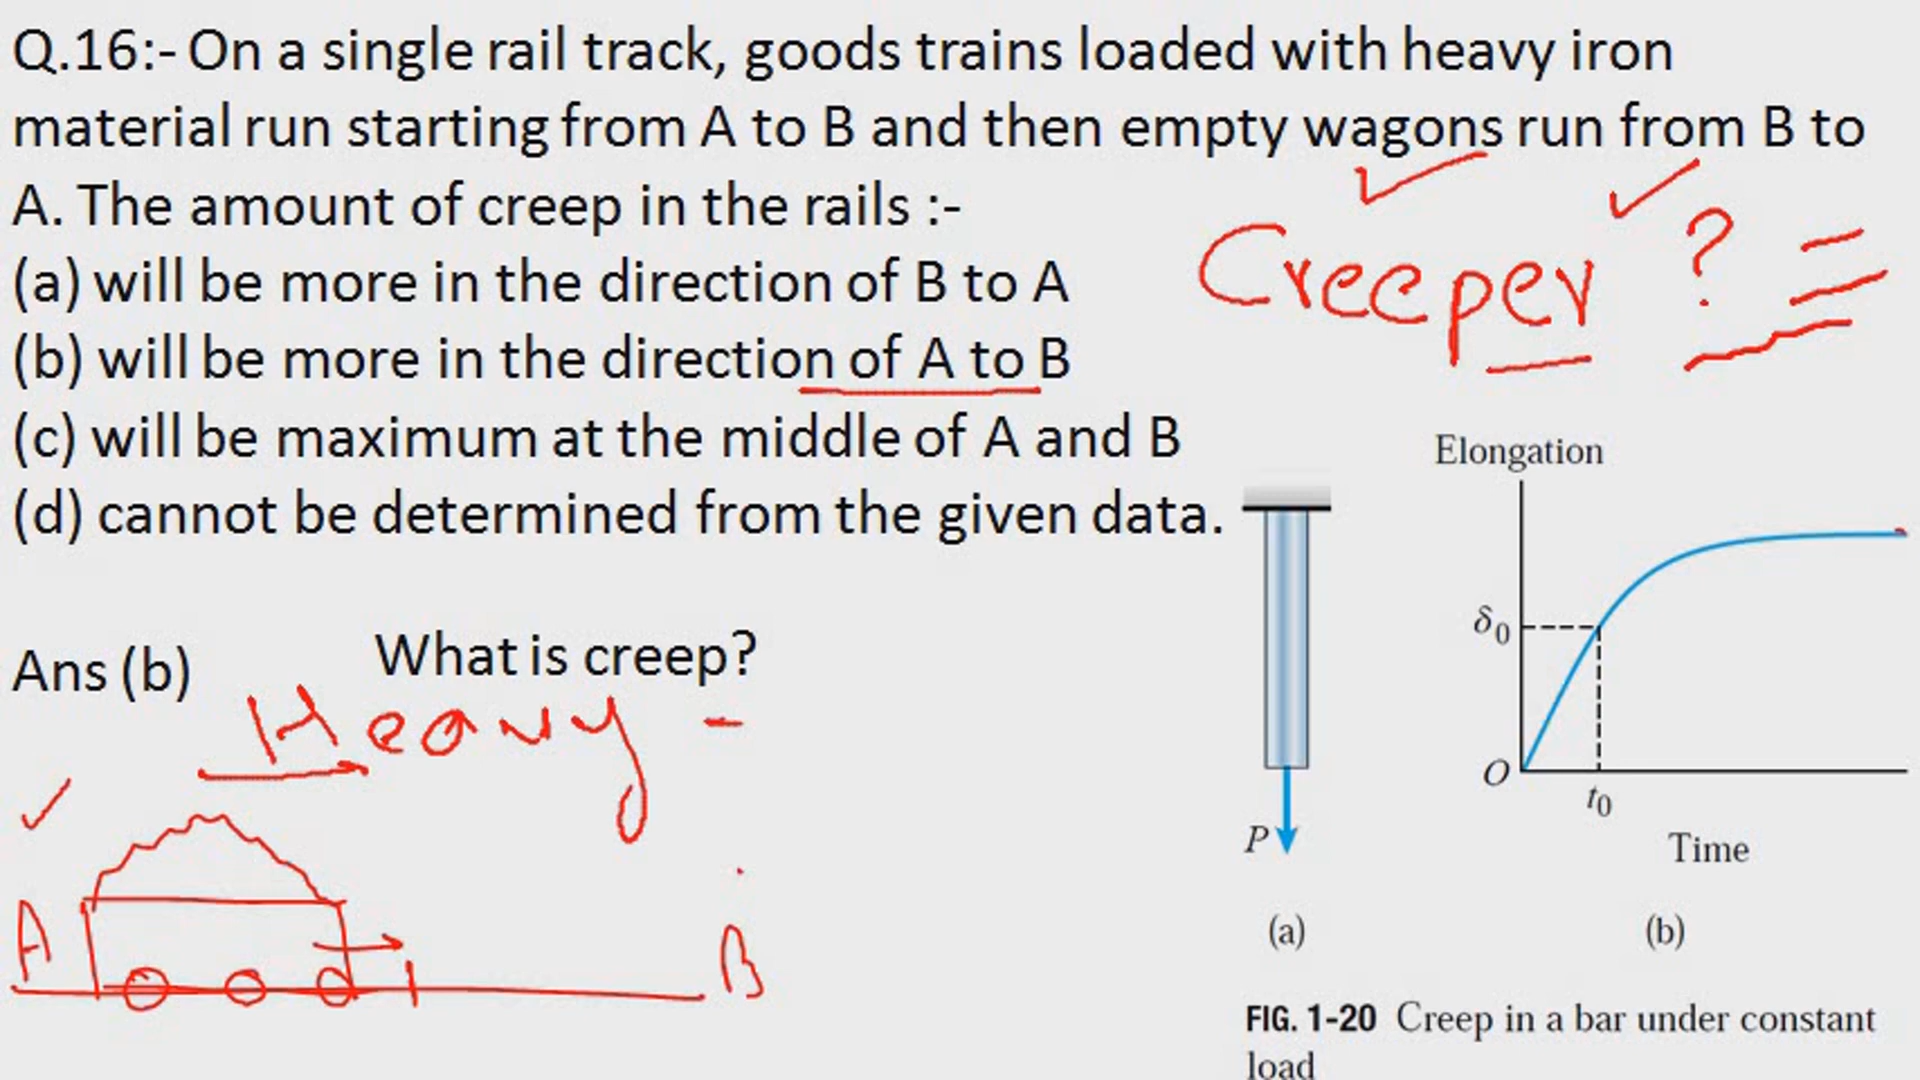 Q.16:- On a single rail track, goods trains loaded with heavy iron
material run starting from A to B and then empty wagons run from B to
A. The amount of creep in the rails :-
(a) will be more in the direction of B to A
(b) will be more in the direction of A to B
(c) will be maximum at the middle of A and B
(d) cannot be determined from the given data.
Creeper ?
Ans (b)
What is creep?
Heavy -
A
B
P
(a)
Elongation
δ0
O
t0
Time
(b)
FIG. 1-20 Creep in a bar under constant
load